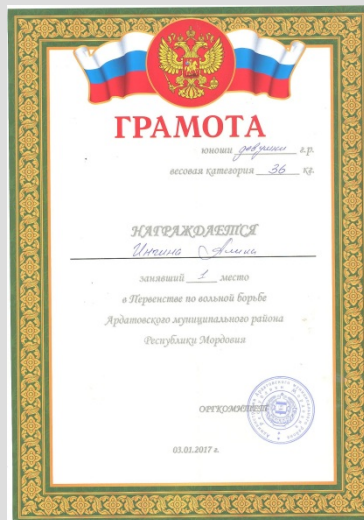 ГРАМОТА
юноши девушки г.р.
весовая категория 36 кг.
НАГРАЖДАЕТСЯ
Инчина Алина
занявший 1 место
в Первенстве по вольной борьбе
Ардатовского муниципального района
Республики Мордовия
ОРГКОМИТЕТ
03.01.2017 г.